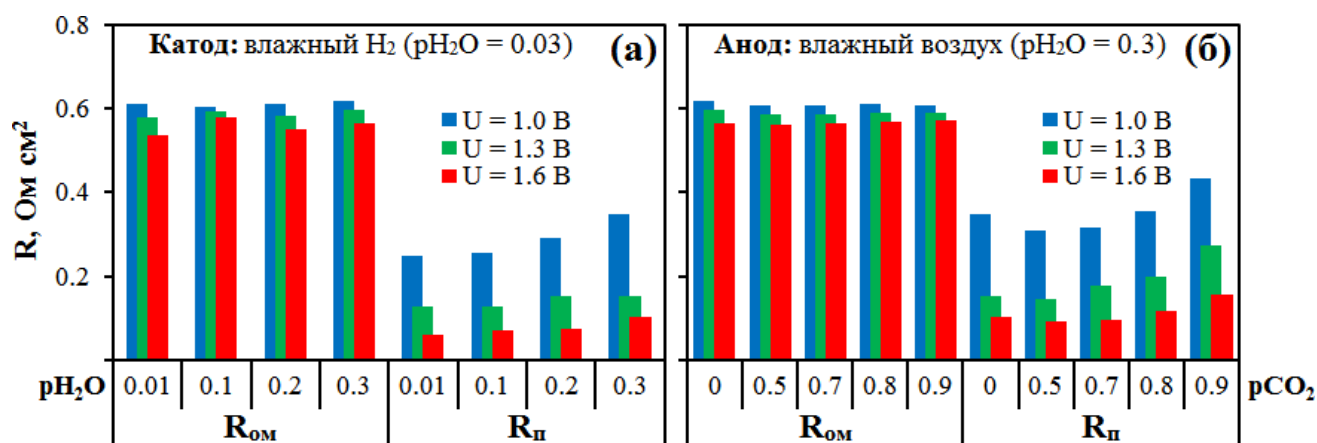 0.8
0.6
0.4
0.2
R, Ом см²
Катод: влажный H₂ (pH₂O = 0.03) (а)
U = 1.0 В
U = 1.3 В
U = 1.6 В
pH₂O 0.01 0.1 0.2 0.3 0.01 0.1 0.2 0.3
Rом Rп
Анод: влажный воздух (pH₂O = 0.3) (б)
U = 1.0 В
U = 1.3 В
U = 1.6 В
0 0.5 0.7 0.8 0.9 0 0.5 0.7 0.8 0.9 pCO₂
Rом Rп